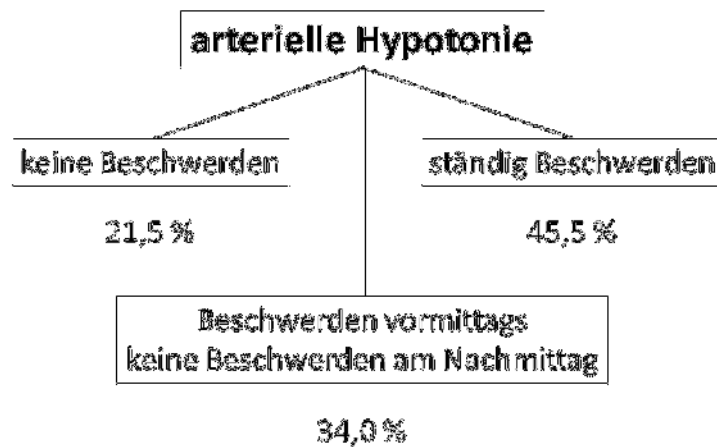 arterielle Hypotonie
keine Beschwerden
ständig Beschwerden
21,5 %
45,5 %
Beschwerden vormittags
keine Beschwerden am Nachmittag
34,0 %